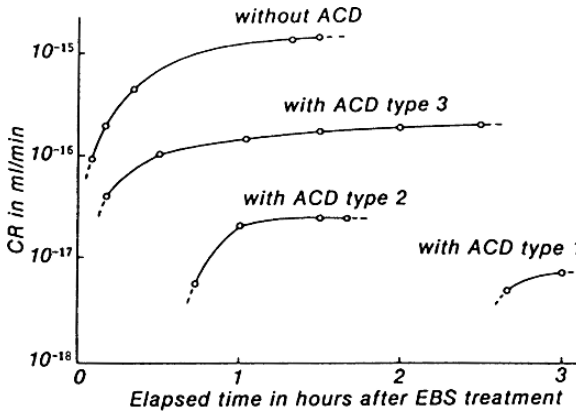 without ACD
10⁻¹⁵
with ACD type 3
10⁻¹⁶
CR in ml/min
with ACD type 2
10⁻¹⁷
with ACD type 1
10⁻¹⁸
0 1 2 3
Elapsed time in hours after EBS treatment